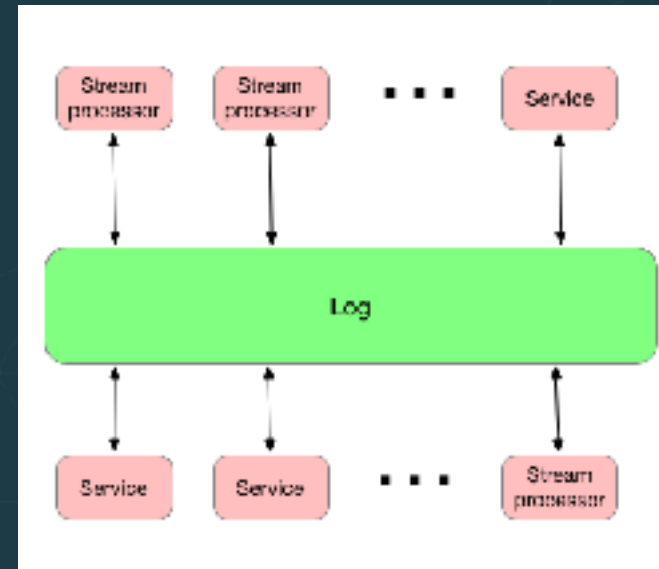 Stream
processor
Stream
processor
Service
Log
Service
Service
Stream
processor